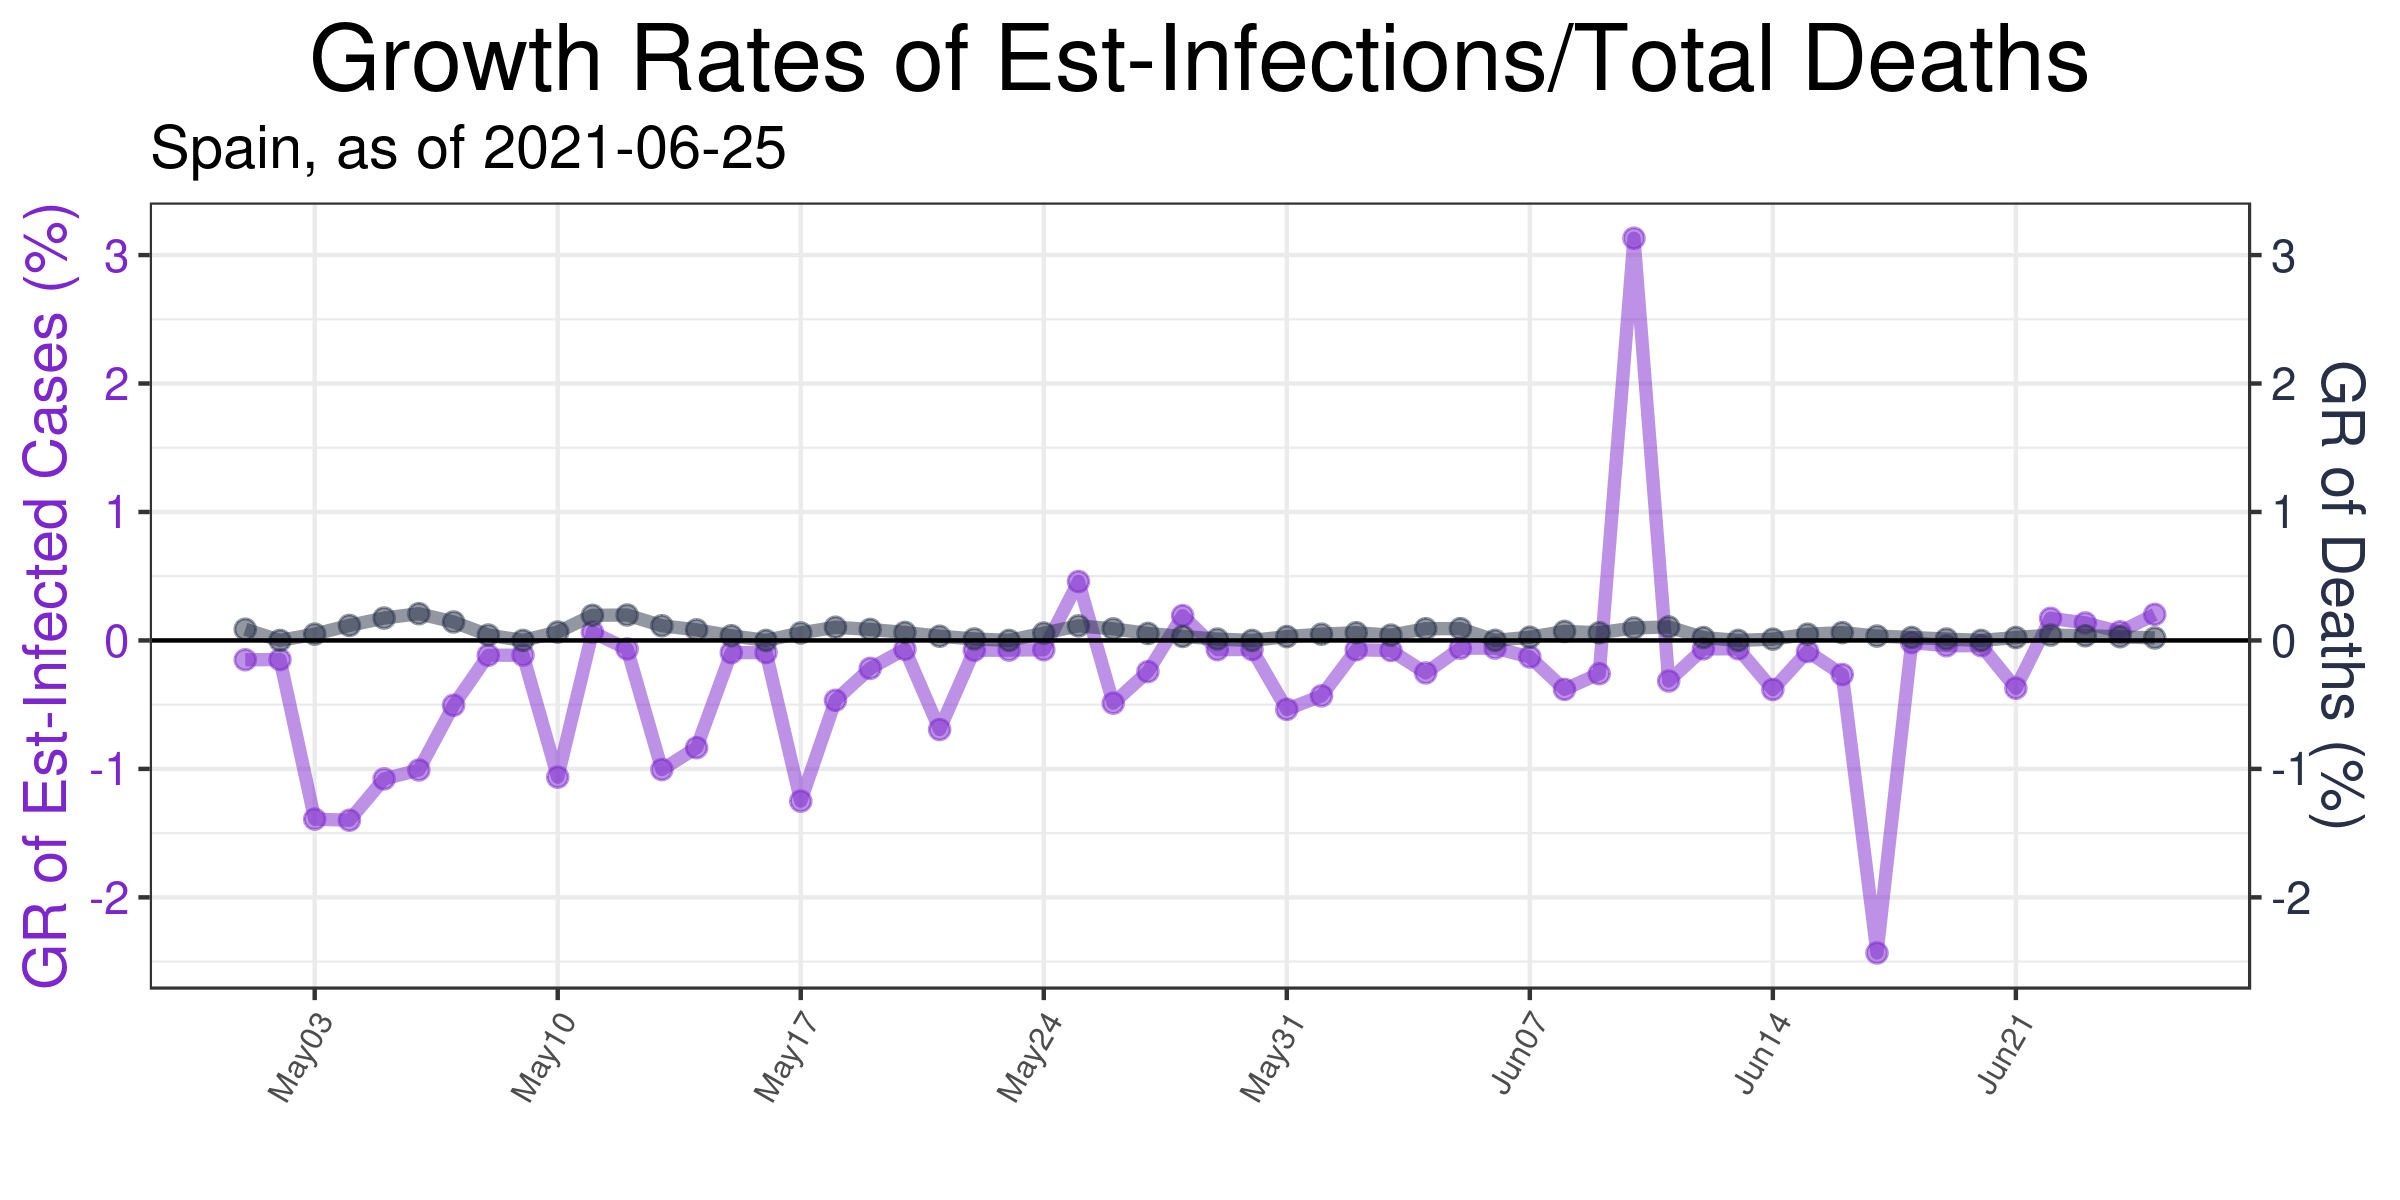 Growth Rates of Est-Infections/Total Deaths
Spain, as of 2021-06-25
GR of Est-Infected Cases (%)
3
2
1
0
-1
-2
3
2
1
0
-1
-2
GR of Deaths (%)
May03
May10
May17
May24
May31
Jun07
Jun14
Jun21